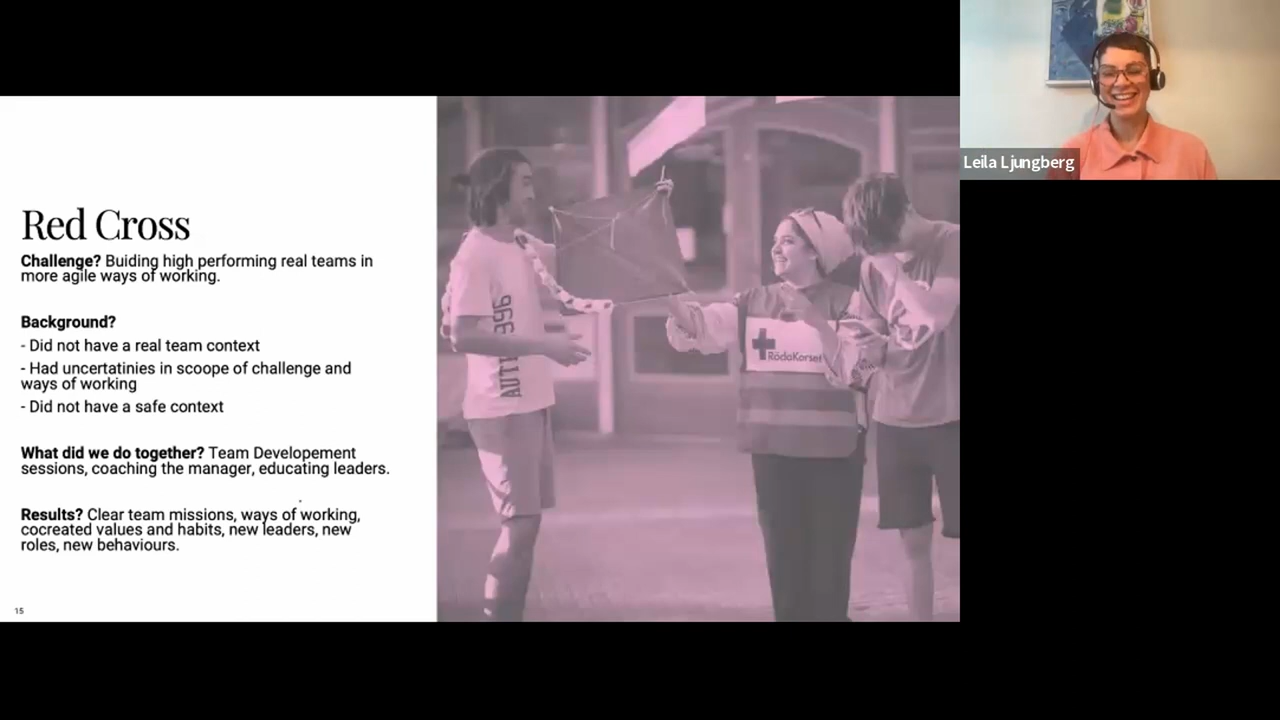 Red Cross
Challenge? Buiding high performing real teams in
more agile ways of working.
Background?
- Did not have a real team context
- Had uncertatinies in scoope of challenge and
ways of working
- Did not have a safe context
What did we do together? Team Developement
sessions, coaching the manager, educating leaders.
Results? Clear team missions, ways of working,
cocreated values and habits, new leaders, new
roles, new behaviours.
15
1996
RödaKorset
Leila Ljungberg